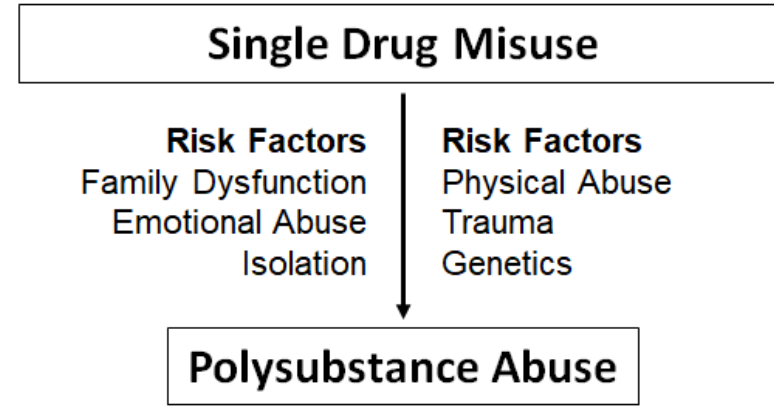 Single Drug Misuse
Risk Factors
Family Dysfunction
Emotional Abuse
Isolation
Risk Factors
Physical Abuse
Trauma
Genetics
Polysubstance Abuse